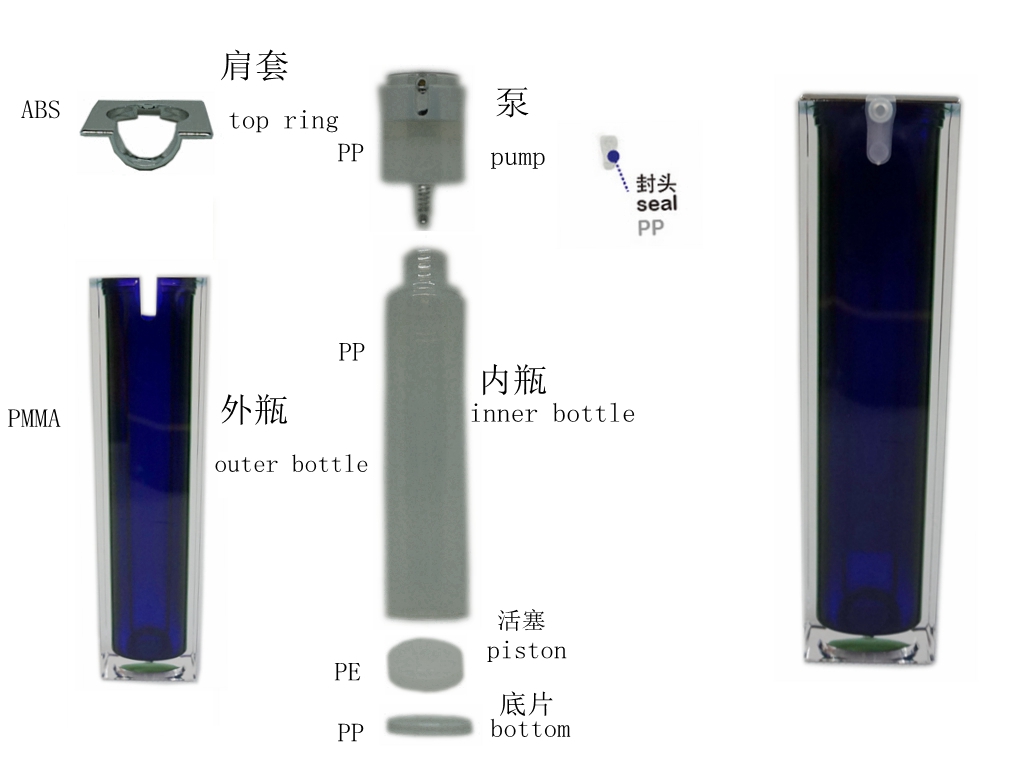 肩套
ABS
top ring
泵
PP
pump
封头
seal
PP
PP
内瓶
inner bottle
PMMA
外瓶
outer bottle
活塞
piston
PE
底片
bottom
PP